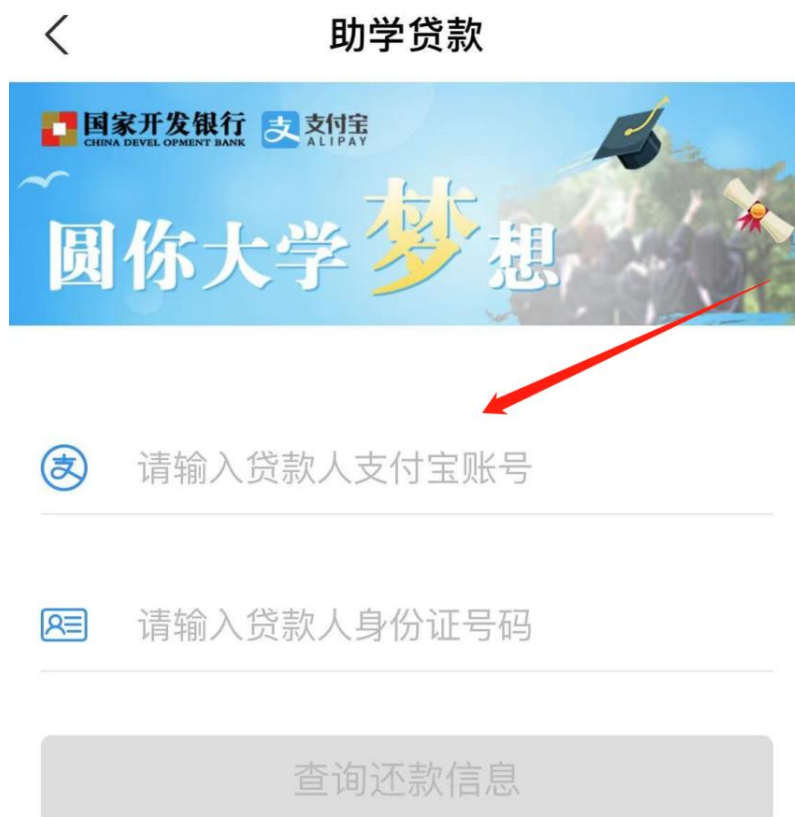 助学贷款
国家开发银行 支付宝
CHINA DEVEL OPMENT BANK ALIPAY
圆你大学梦想
支 请输入贷款人支付宝账号
请输入贷款人身份证号码
查询还款信息